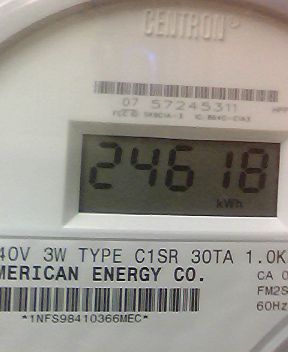 CENTRON
07 57245311
24618
kWh
40V 3W TYPE C1SR 30TA 1.0K
MERICAN ENERGY CO.
CA 0
FM2S
60Hz
*1NFS98410366MEC*